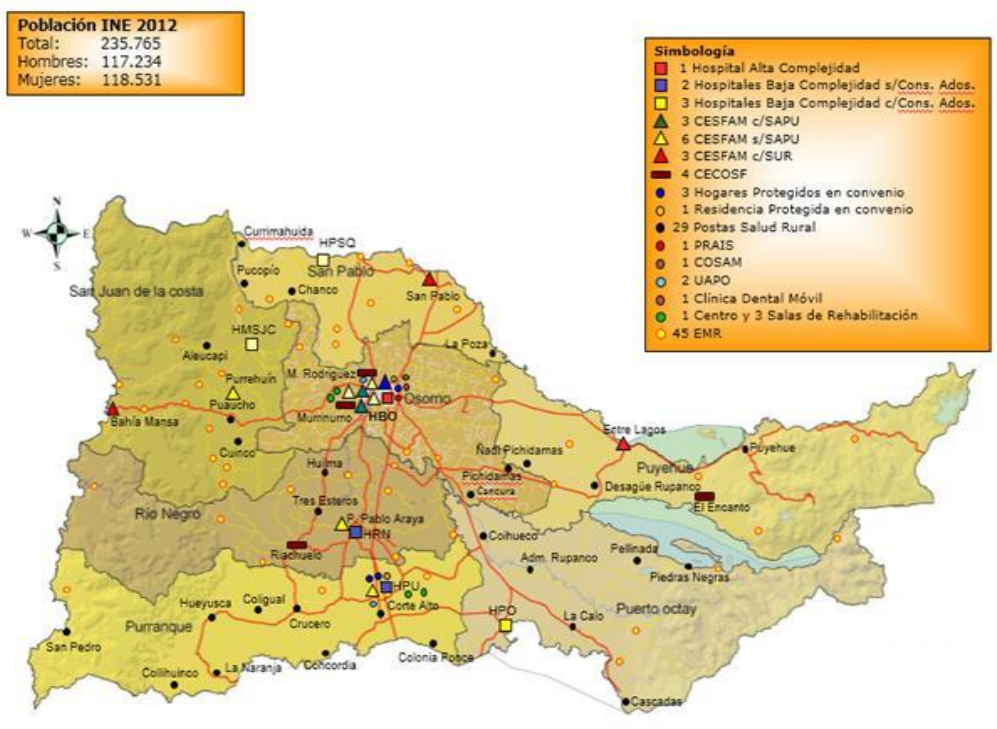 Población INE 2012
Total: 235.765
Hombres: 117.234
Mujeres: 118.531
Simbología
1 Hospital Alta Complejidad
2 Hospitales Baja Complejidad s/Cons. Ados.
3 Hospitales Baja Complejidad c/Cons. Ados.
3 CESFAM c/SAPU
6 CESFAM s/SAPU
3 CESFAM c/SUR
4 CECOSF
3 Hogares Protegidos en convenio
1 Residencia Protegida en convenio
29 Postas Salud Rural
1 PRAIS
1 COSAM
2 UAPO
1 Clínica Dental Móvil
1 Centro y 3 Salas de Rehabilitación
45 EMR
N
W E
S
Currimahuida
HPSQ
Pucopío
San Pablo
San Juan de la costa
Chanco
San Pablo
HMSJC
Aleucapi
La Poza
M. Rodriguez
Purrehuín
Osorno
Puaucho
Murrinumo
HBO
Bahía Mansa
Entre Lagos
Cuinco
Ñadi Pichidamas
Puyehue
Huilma
Pichidamas
Puyehue
Cancura
Desagüe Rupanco
Tres Esteros
El Encanto
Río Negro
P. Pablo Araya
HRN
Coihueco
Riachuelo
Pellinada
Adm. Rupanco
Piedras Negras
HPU
Hueyusca
Coligual
Corte Alto
HPO
Puerto octay
Crucero
La Calo
Purranque
San Pedro
Colonia Ponce
La Naranja
Concordia
Collihuinco
Cascadas